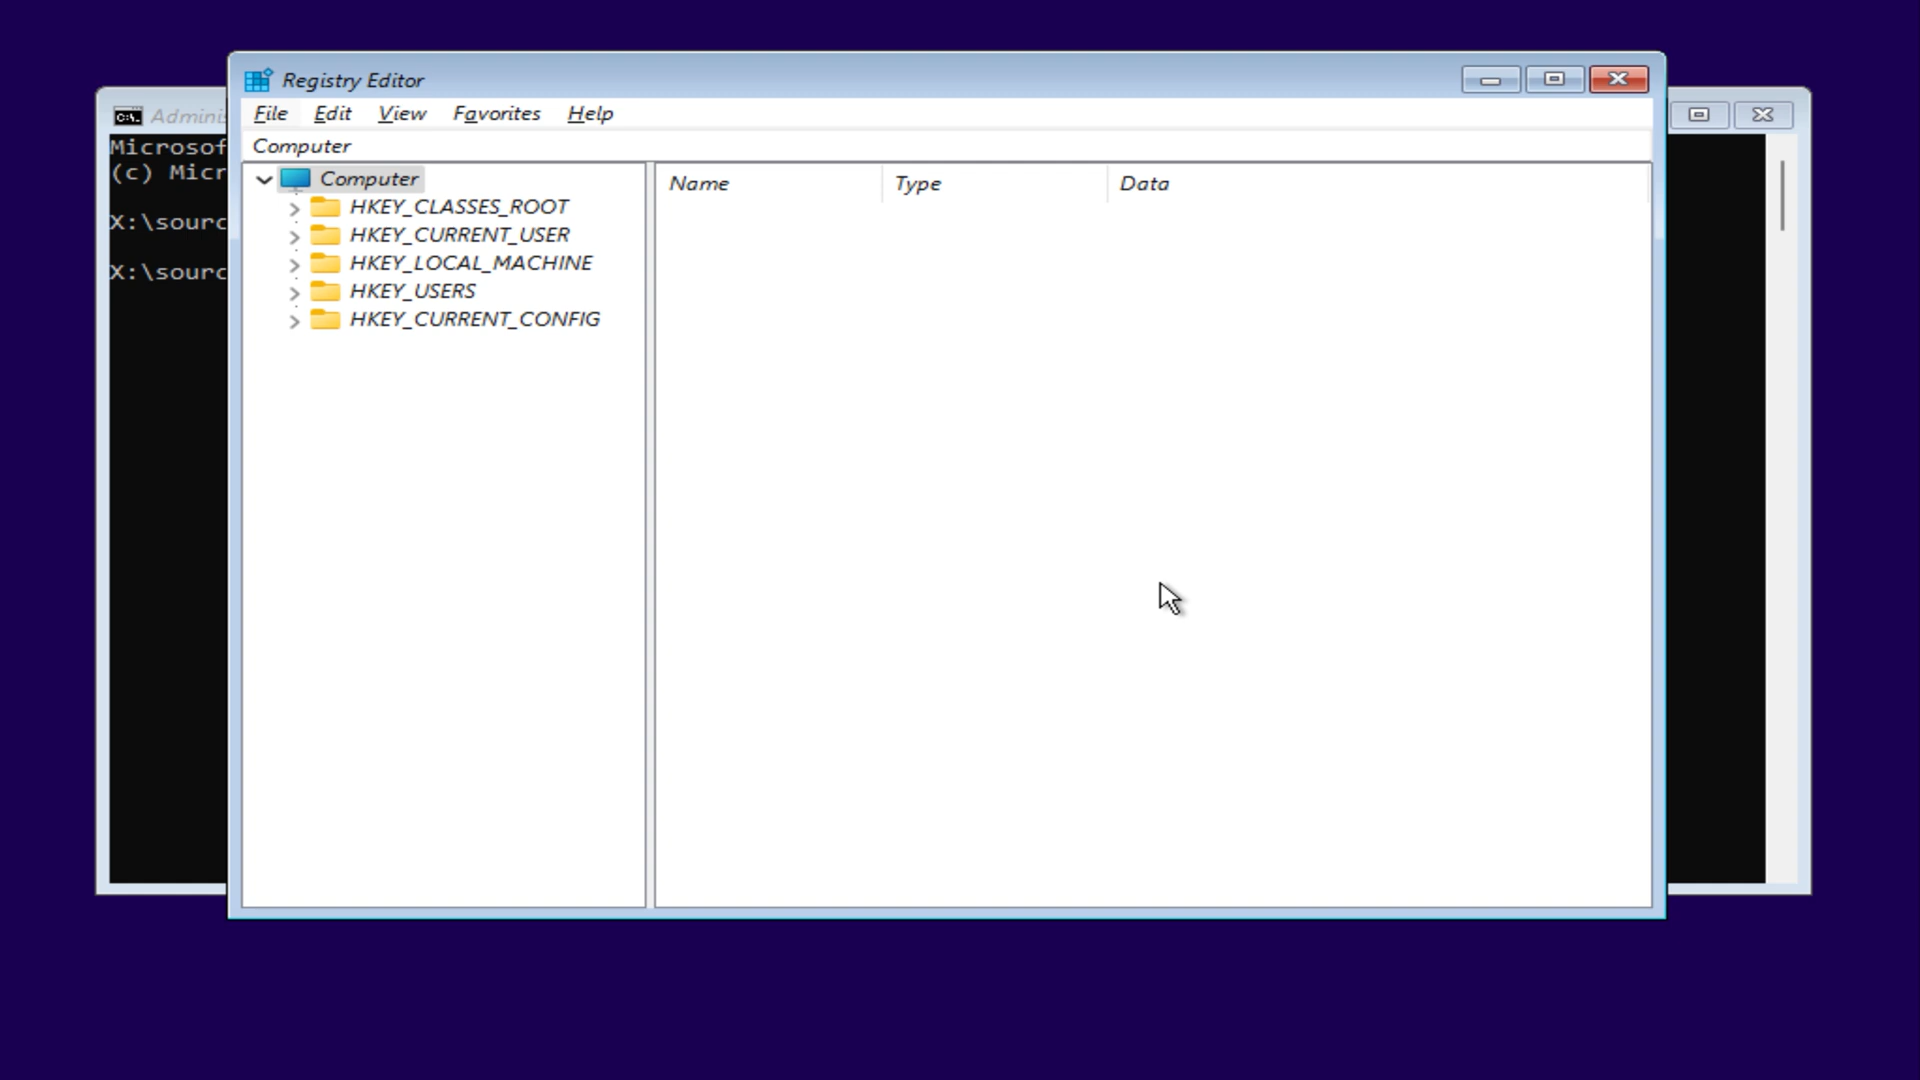 Registry Editor
File Edit View Favorites Help
Computer
Computer
HKEY_CLASSES_ROOT
HKEY_CURRENT_USER
HKEY_LOCAL_MACHINE
HKEY_USERS
HKEY_CURRENT_CONFIG
Name Type Data
Adminis
Microsof
(c) Micr
X:\sourc
X:\sourc